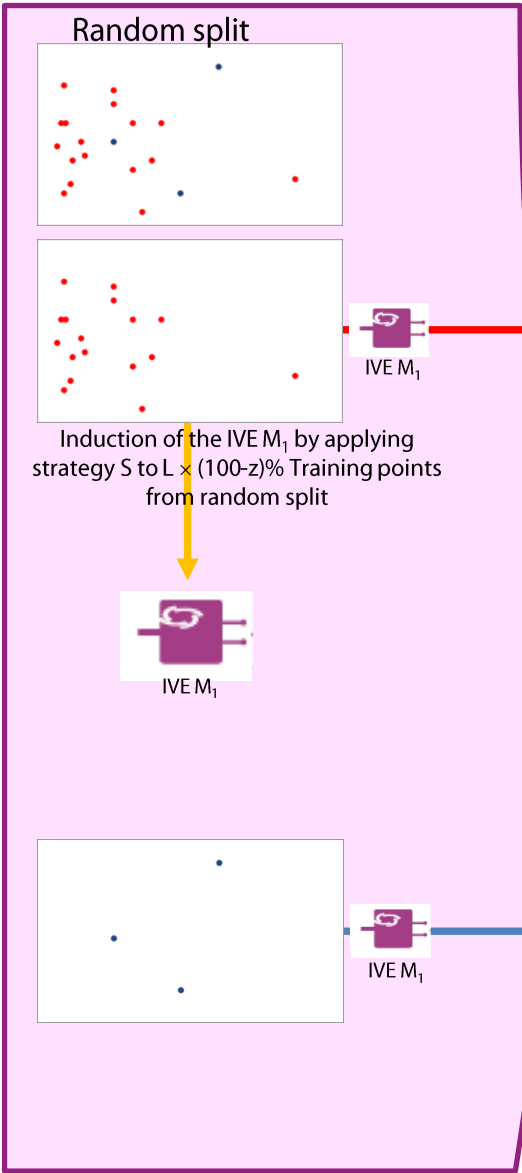 Random split
IVE M₁
Induction of the IVE M₁ by applying
strategy S to L × (100-z)% Training points
from random split
IVE M₁
IVE M₁